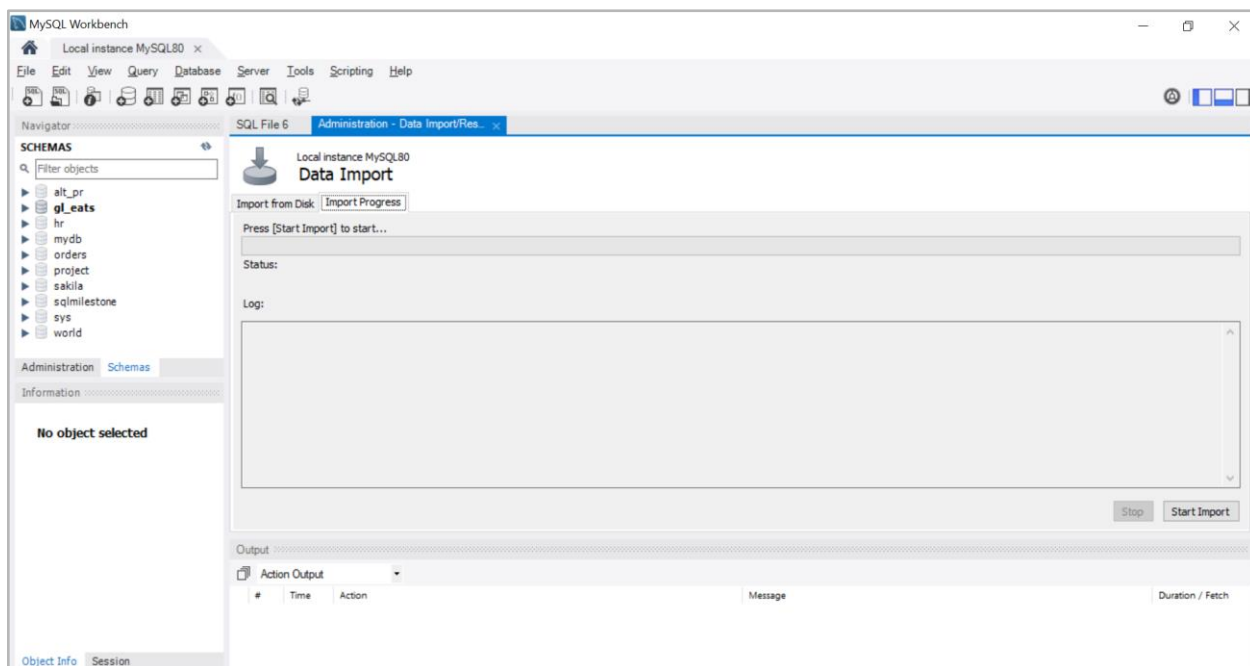 MySQL Workbench
Local instance MySQL80
File Edit View Query Database Server Tools Scripting Help
Navigator
SCHEMAS
Filter objects
alt_pr
gl_eats
hr
mydb
orders
project
sakila
sqlmilestone
sys
world
Administration Schemas
Information
No object selected
Object Info Session
SQL File 6 Administration - Data Import/Res...
Local instance MySQL80
Data Import
Import from Disk Import Progress
Press [Start Import] to start...
Status:
Log:
Stop Start Import
Output
Action Output
# Time Action Message Duration / Fetch